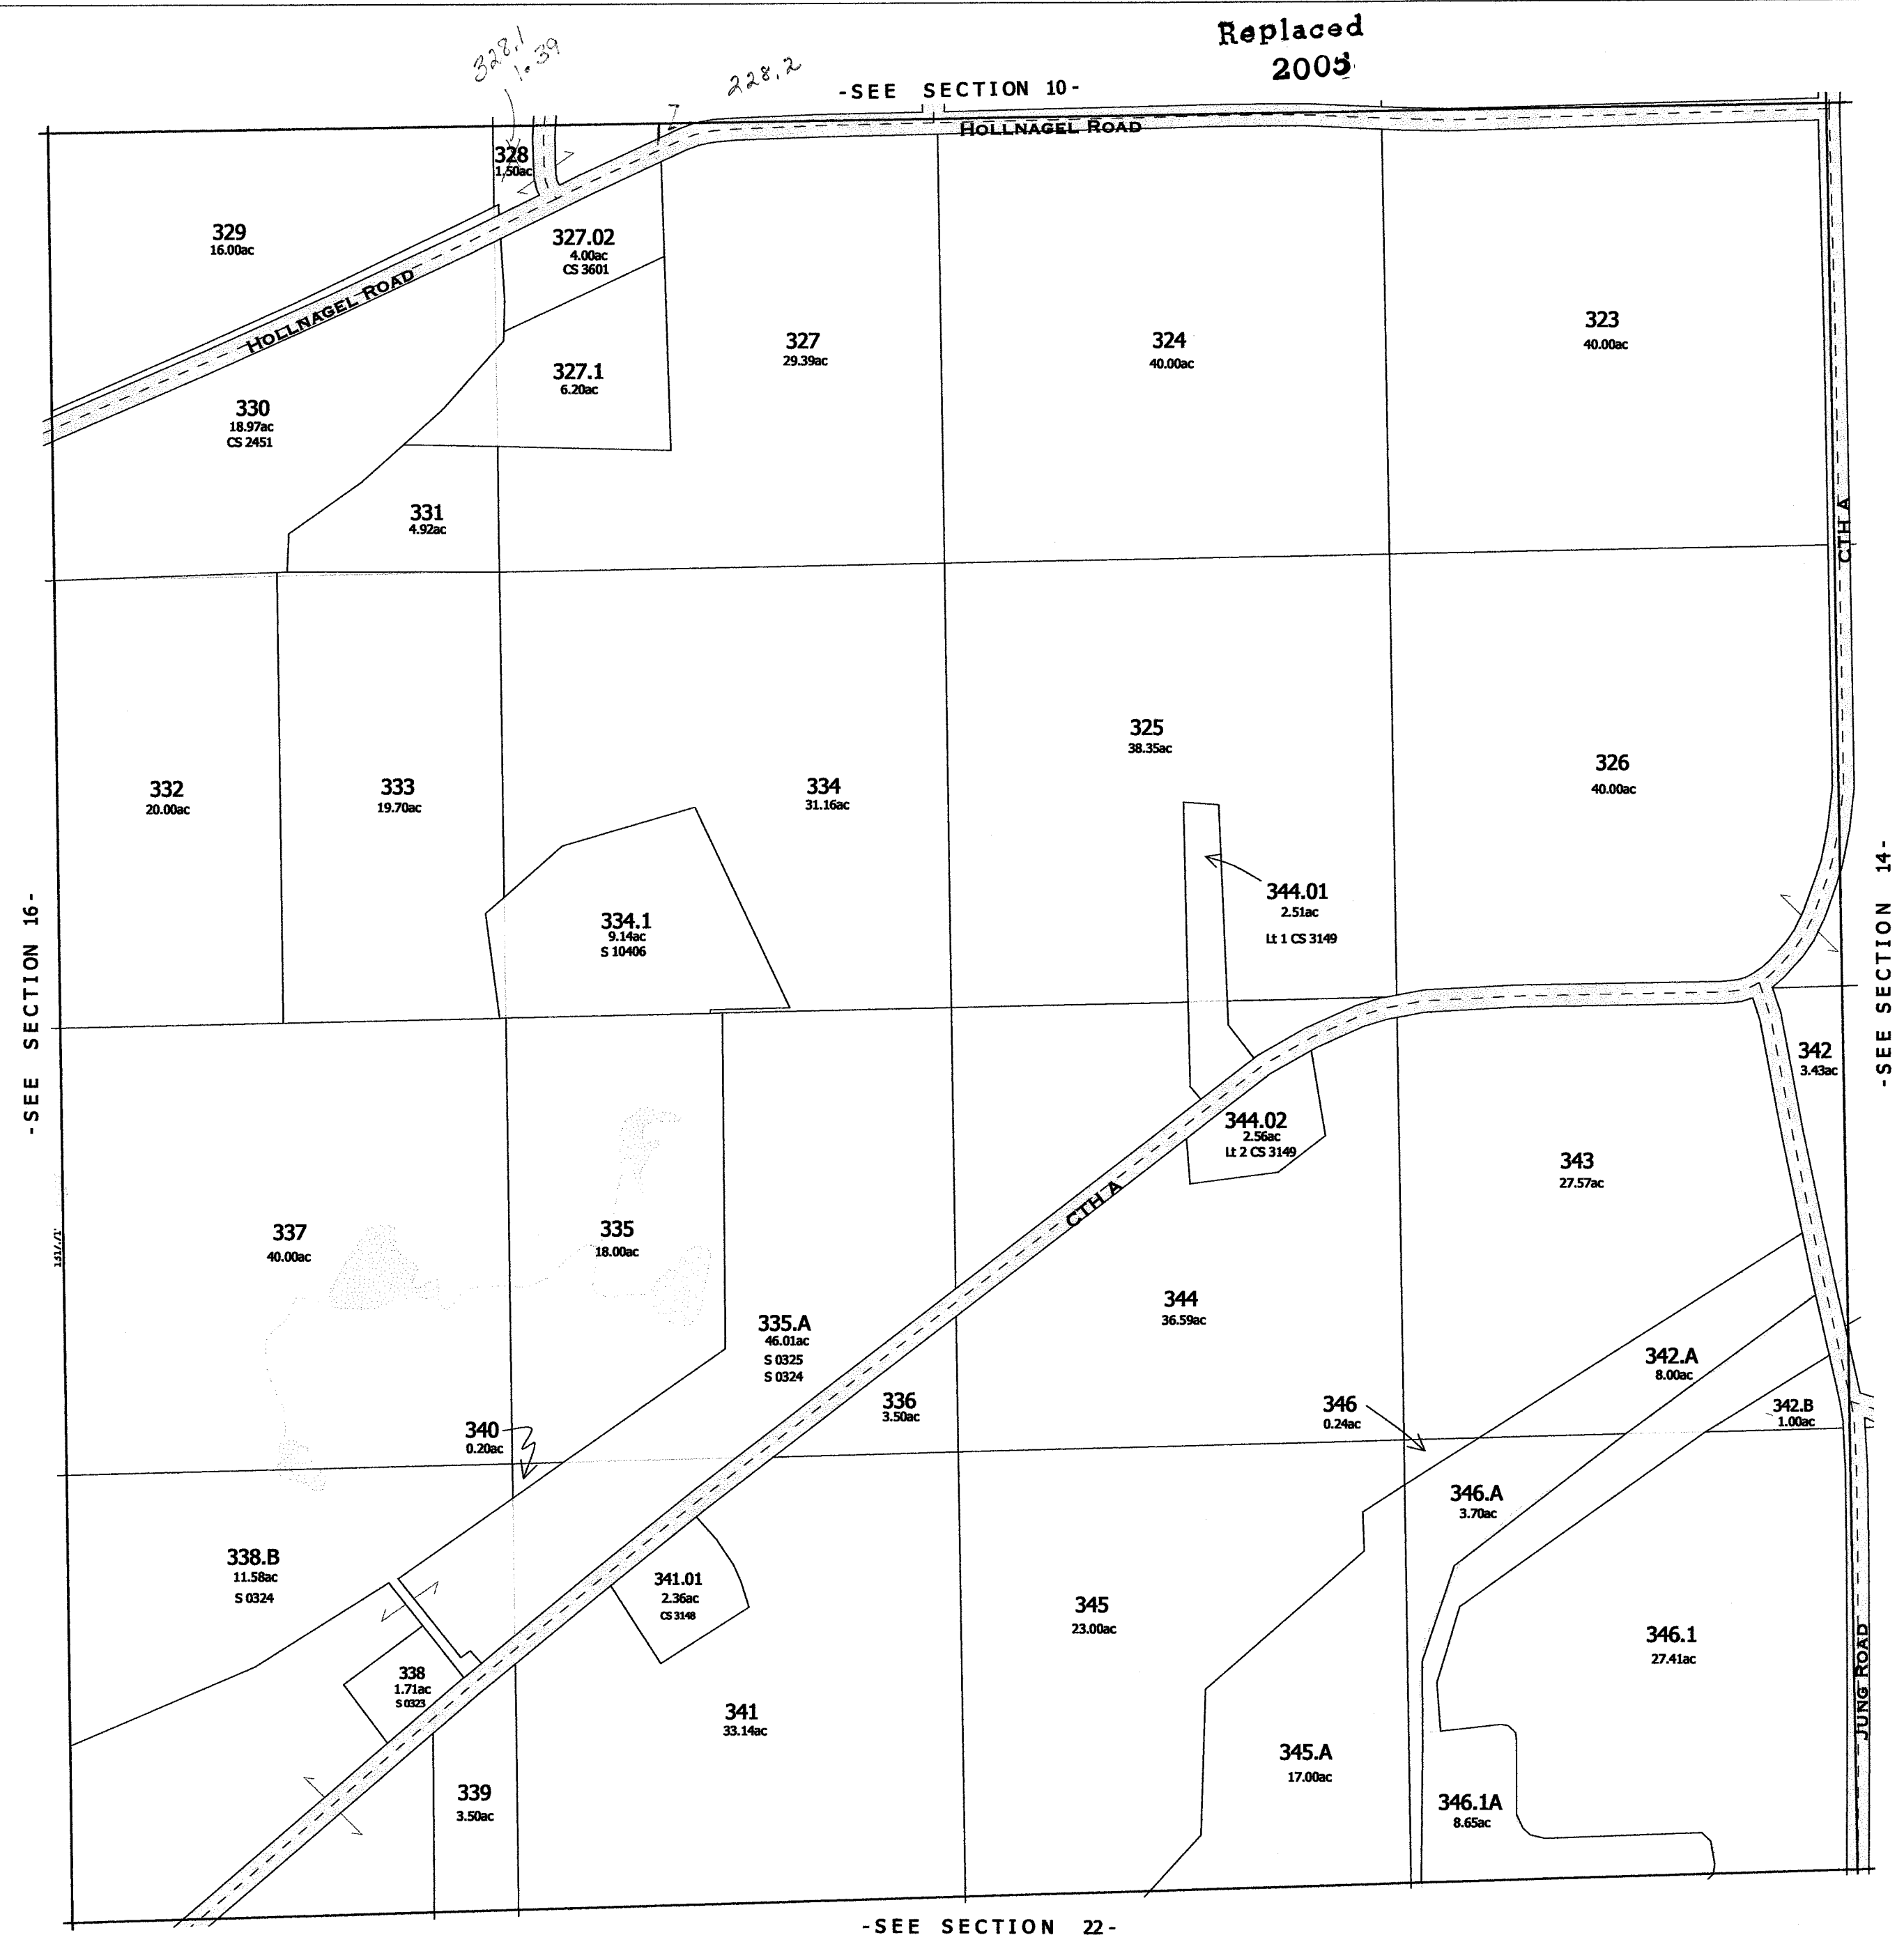 Replaced
2005
328.1
1.39
228.2
-SEE SECTION 10-
HOLLNAGEL ROAD
328
1.50ac
329
16.00ac
327.02
4.00ac
CS 3601
HOLLNAGEL ROAD
327
29.39ac
324
40.00ac
323
40.00ac
327.1
6.20ac
330
18.97ac
CS 2451
331
4.92ac
CTH A
325
38.35ac
326
40.00ac
332
20.00ac
333
19.70ac
334
31.16ac
344.01
2.51ac
Lt 1 CS 3149
334.1
9.14ac
S 10406
-SEE SECTION 16-
-SEE SECTION 14-
342
3.43ac
344.02
2.56ac
Lt 2 CS 3149
343
27.57ac
CTH A
337
40.00ac
1317.71'
335
18.00ac
344
36.59ac
335.A
46.01ac
S 0325
S 0324
342.A
8.00ac
336
3.50ac
346
0.24ac
342.B
1.00ac
340
0.20ac
346.A
3.70ac
338.B
11.58ac
S 0324
341.01
2.36ac
CS 3148
345
23.00ac
346.1
27.41ac
338
1.71ac
S 0323
JUNG ROAD
341
33.14ac
345.A
17.00ac
339
3.50ac
346.1A
8.65ac
-SEE SECTION 22-